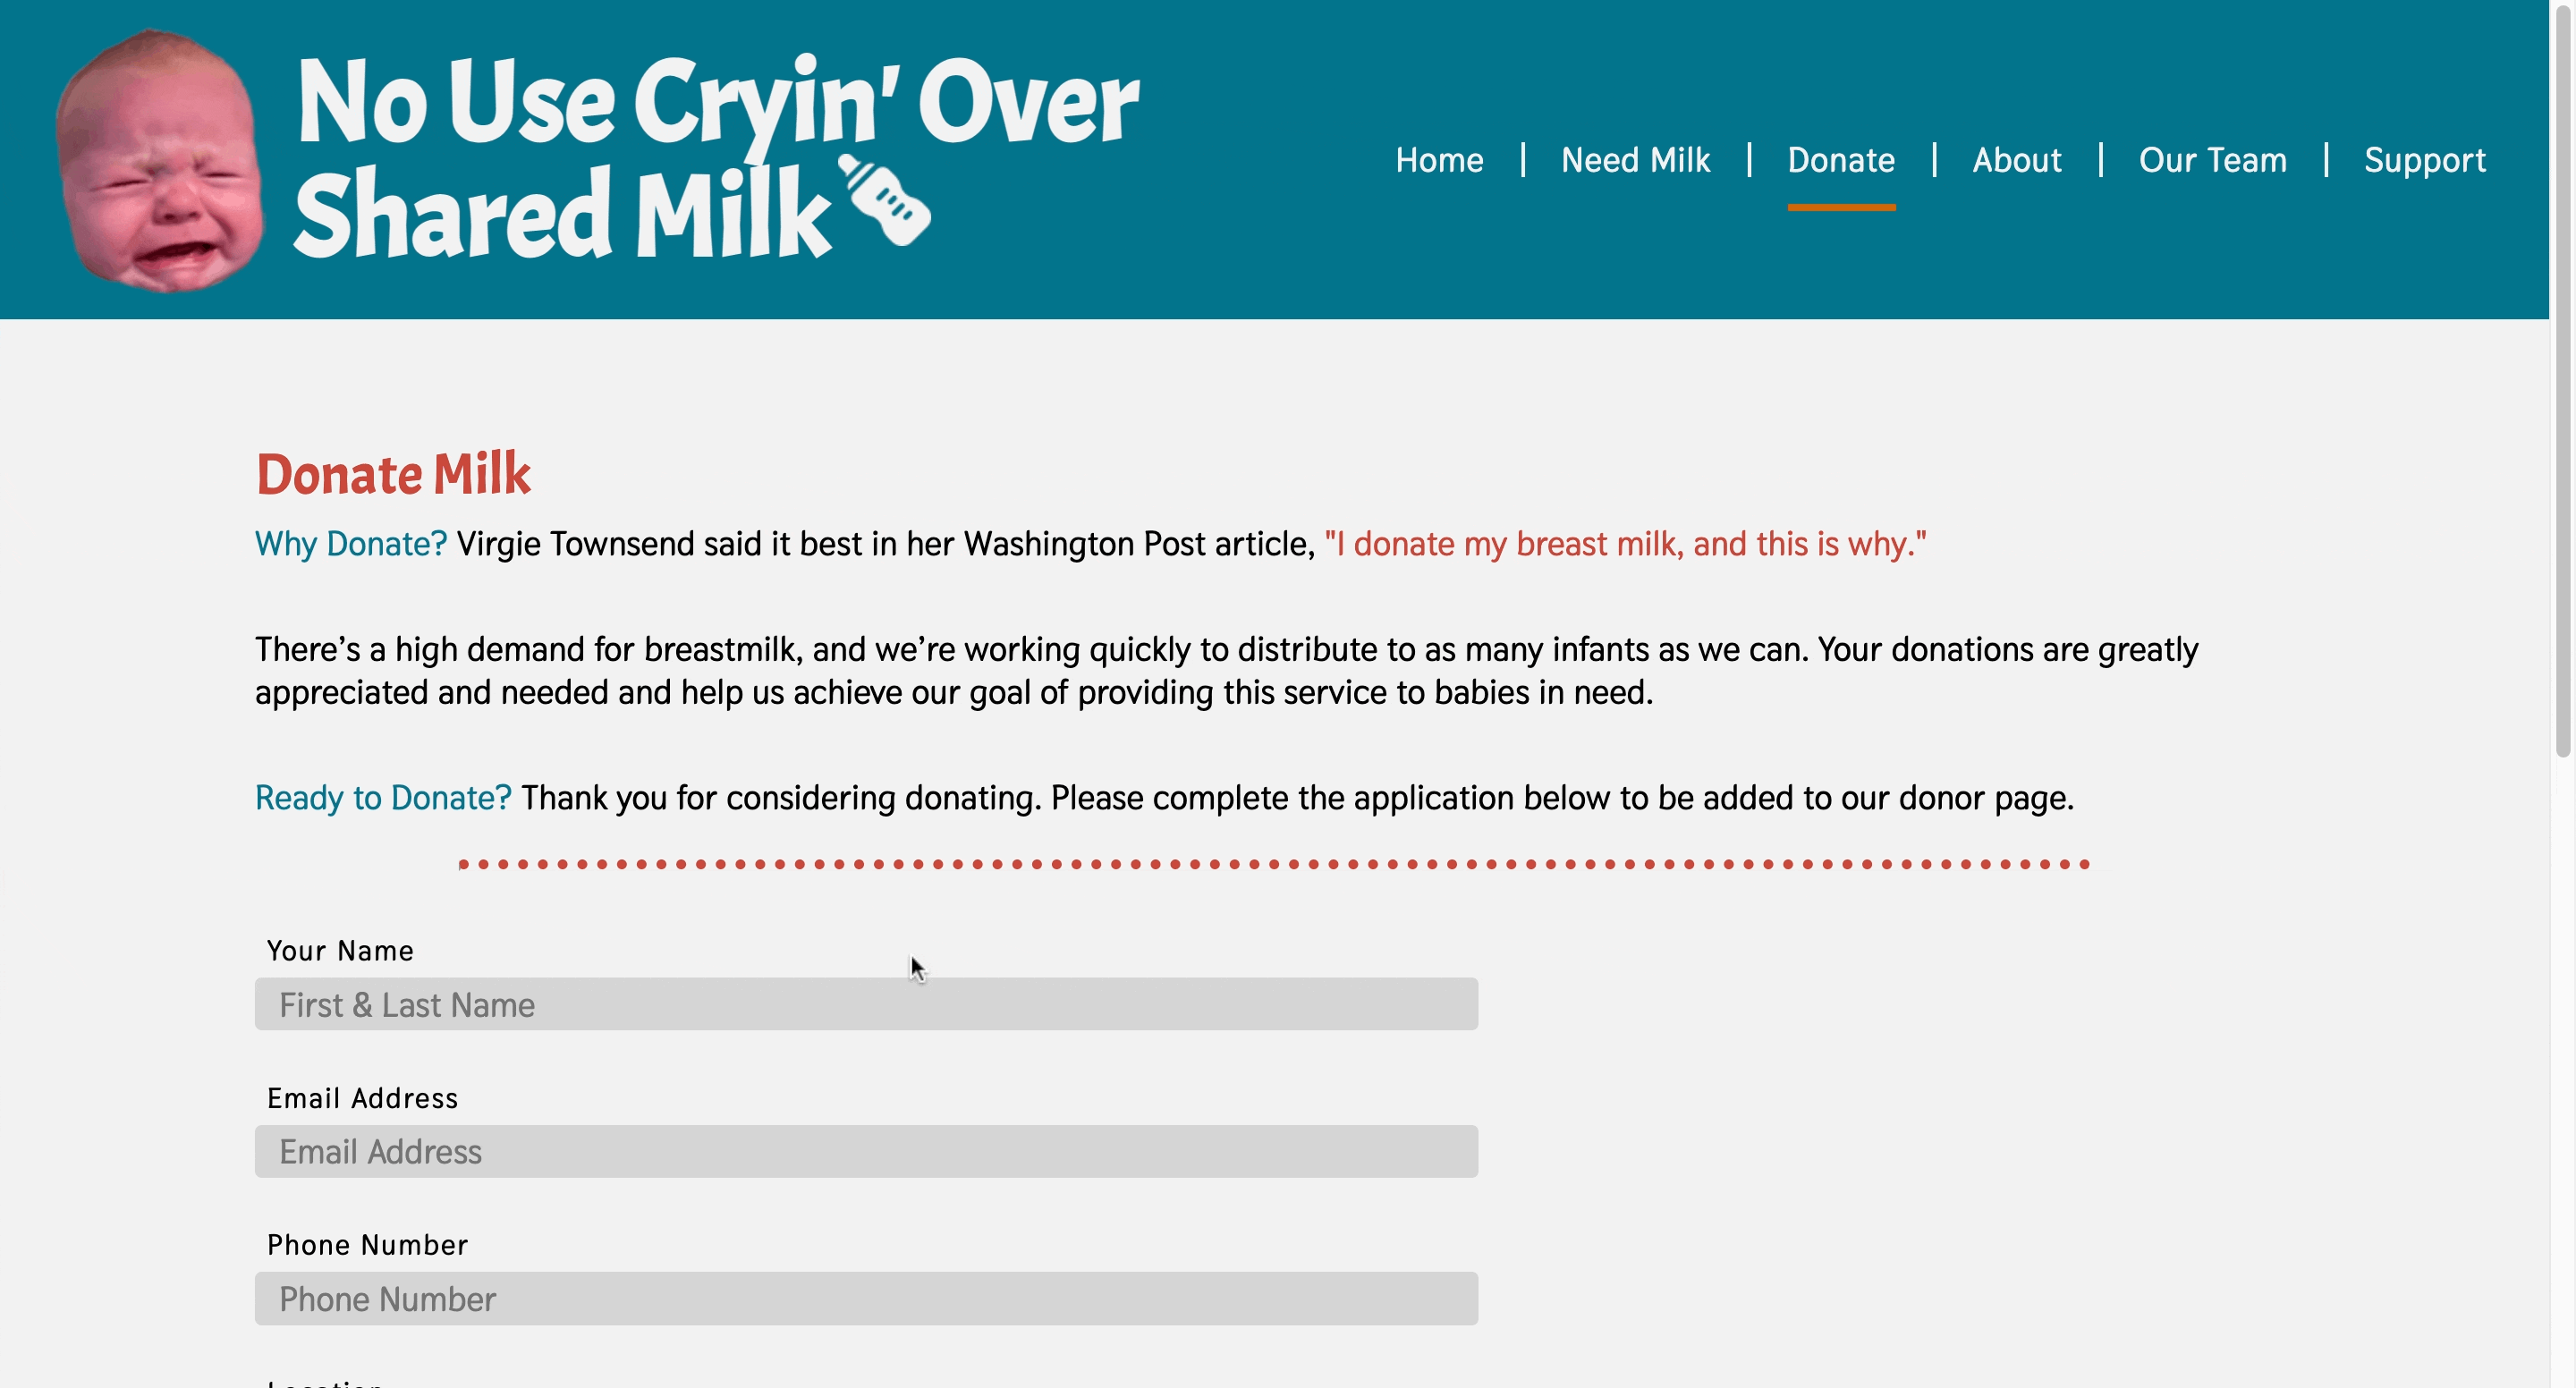 No Use Cryin' Over
Shared Milk
Home | Need Milk | Donate | About | Our Team | Support
Donate Milk
Why Donate? Virgie Townsend said it best in her Washington Post article, "I donate my breast milk, and this is why."
There’s a high demand for breastmilk, and we’re working quickly to distribute to as many infants as we can. Your donations are greatly
appreciated and needed and help us achieve our goal of providing this service to babies in need.
Ready to Donate? Thank you for considering donating. Please complete the application below to be added to our donor page.
Your Name
First & Last Name
Email Address
Email Address
Phone Number
Phone Number